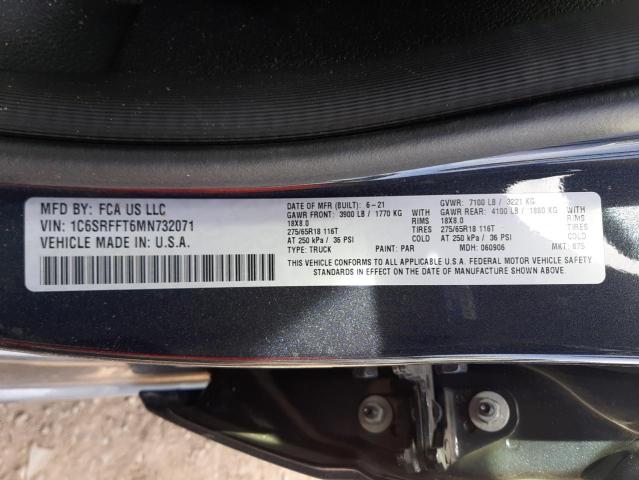 MFD BY: FCA US LLC
VIN: 1C6SRFFT6MN732071
VEHICLE MADE IN U.S.A.
DATE OF MFR (BUILT): 6-21
GAWR FRONT: 3900 LB / 1770 KG WITH
18X8.0 RIMS
275/65R18 116T TIRES
AT 250 kPa / 36 PSI COLD
TYPE: TRUCK PAINT: PAR
GVWR: 7100 LB / 3221 KG
GAWR REAR: 4100 LB / 1860 KG WITH
18X8.0 RIMS
275/65R18 116T TIRES
AT 250 kPa / 36 PSI COLD
MDH: 060906 MKT: 675
THIS VEHICLE CONFORMS TO ALL APPLICABLE U.S.A. FEDERAL MOTOR VEHICLE SAFETY
STANDARDS IN EFFECT ON THE DATE OF MANUFACTURE SHOWN ABOVE.